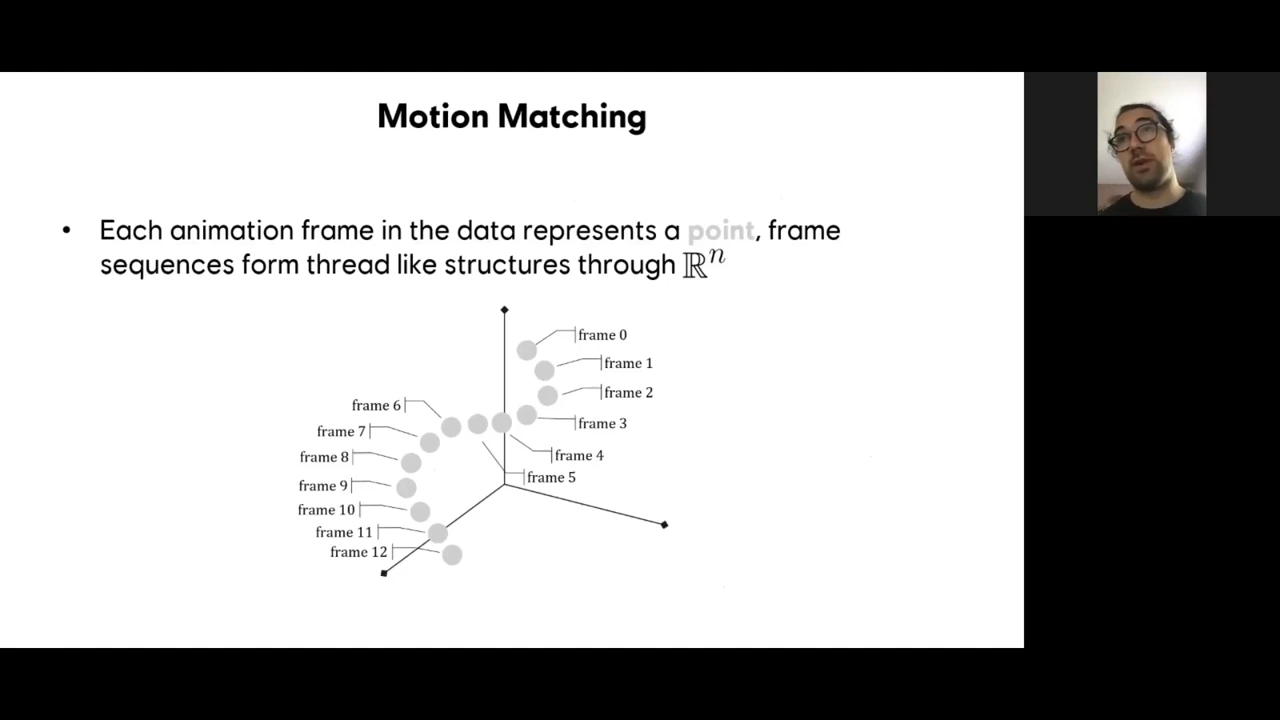 Motion Matching
• Each animation frame in the data represents a point, frame
sequences form thread like structures through ℝⁿ
frame 0
frame 1
frame 2
frame 3
frame 4
frame 5
frame 6
frame 7
frame 8
frame 9
frame 10
frame 11
frame 12